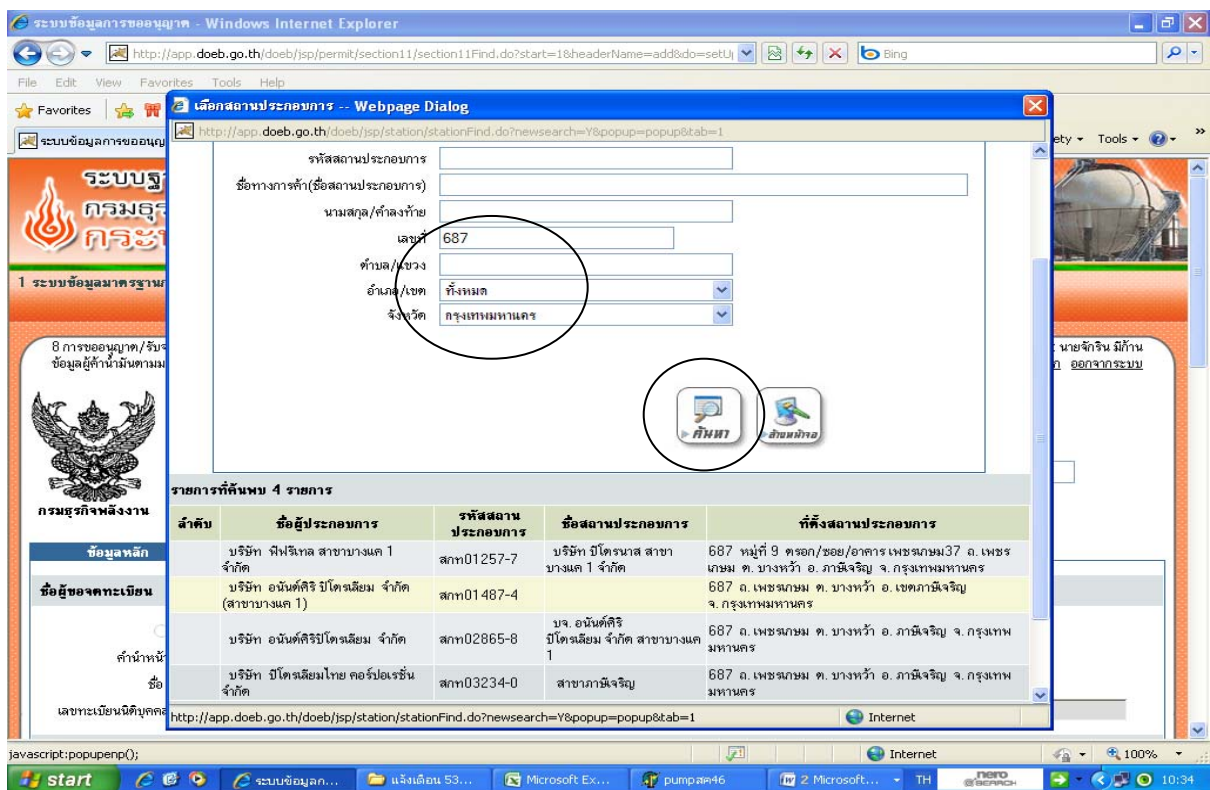 ระบบข้อมูลการขออนุญาต - Windows Internet Explorer
http://app.doeb.go.th/doeb/jsp/permit/section11/section11Find.do?start=1&headerName=add&do=setU
Bing
File Edit View Favorites Tools Help
Favorites
เลือกสถานประกอบการ -- Webpage Dialog
http://app.doeb.go.th/doeb/jsp/station/stationFind.do?newsearch=Y&popup=popup&tab=1
ระบบข้อมูลการขออนุญ
ety Tools
ระบบฐ
กรมธุร
กระ
1 ระบบข้อมูลมาตรฐาน
รหัสสถานประกอบการ
ชื่อทางการค้า(ชื่อสถานประกอบการ)
นามสกุล/คำลงท้าย
เลขที่ 687
ตำบล/แขวง
อำเภอ/เขต ทั้งหมด
จังหวัด กรุงเทพมหานคร
8 การขออนุญาต/รับ
ข้อมูลผู้ค้าน้ำมันตามม
: นายจักริน มีก้าน
ออกจากระบบ
ค้นหา
ล้างหน้าจอ
กรมธุรกิจพลังงาน
ข้อมูลหลัก
ชื่อผู้ขอจดทะเบียน
คำนำหน้
ชื่อ
เลขทะเบียนนิติบุคค
รายการที่ค้นพบ 4 รายการ
ลำดับ ชื่อผู้ประกอบการ รหัสสถานประกอบการ ชื่อสถานประกอบการ ที่ตั้งสถานประกอบการ
บริษัท ฟิฟริเทล สาขาบางแค 1 จำกัด สกท01257-7 บริษัท ปิโตรนาส สาขาบางแค 1 จำกัด 687 หมู่ที่ 9 ตรอก/ซอย/อาคาร เพชรเกษม37 ถ. เพชรเกษม ต. บางหว้า อ. ภาษีเจริญ จ. กรุงเทพมหานคร
บริษัท อนันต์ศิริ ปิโตรเลียม จำกัด (สาขาบางแค 1) สกท01487-4 687 ถ. เพชรเกษม ต. บางหว้า อ. เขตภาษีเจริญ จ. กรุงเทพมหานคร
บริษัท อนันต์ศิริปิโตรเลียม จำกัด สกท02865-8 บจ. อนันต์ศิริปิโตรเลียม จำกัด สาขาบางแค 1 687 ถ. เพชรเกษม ต. บางหว้า อ. ภาษีเจริญ จ. กรุงเทพมหานคร
บริษัท ปิโตรเลียมไทย คอร์ปอเรชั่น จำกัด สกท03234-0 สาขาภาษีเจริญ 687 ถ. เพชรเกษม ต. บางหว้า อ. ภาษีเจริญ จ. กรุงเทพมหานคร
http://app.doeb.go.th/doeb/jsp/station/stationFind.do?newsearch=Y&popup=popup&tab=1 Internet
javascript:popupenp(); Internet 100%
start ระบบข้อมูลก... แจ้งเดือน 53... Microsoft Ex... pumpสค46 2 Microsoft... TH nero SEARCH 10:34